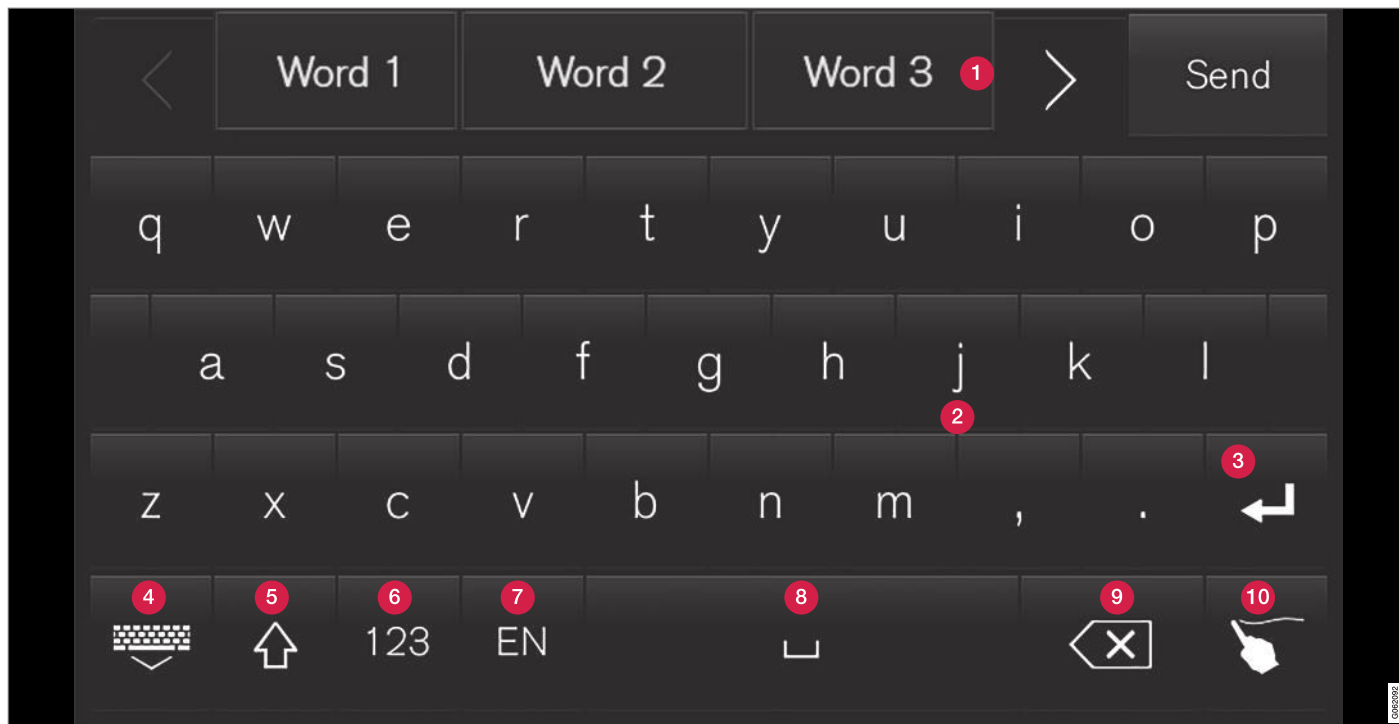 Word 1 Word 2 Word 3 1 Send
q w e r t y u i o p
a s d f g h j k l
2
3
z x c v b n m , .
4 5 6 7 8 9 10
123 EN
G062092